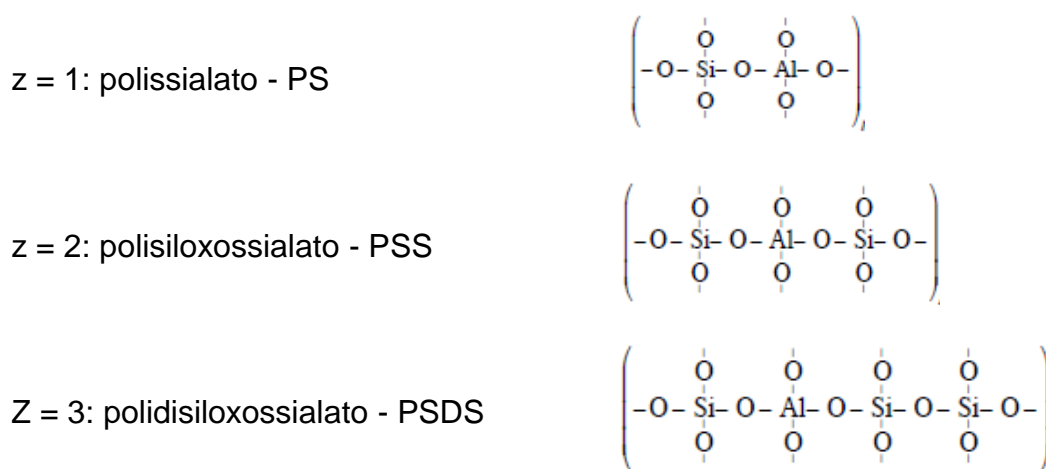 O O
z = 1: polissialato - PS –O– Si– O– Al– O–
O O
O O O
z = 2: polisiloxossialato - PSS –O– Si– O– Al– O– Si– O–
O O O
O O O O
Z = 3: polidisiloxossialato - PSDS –O– Si– O– Al– O– Si– O– Si– O–
O O O O